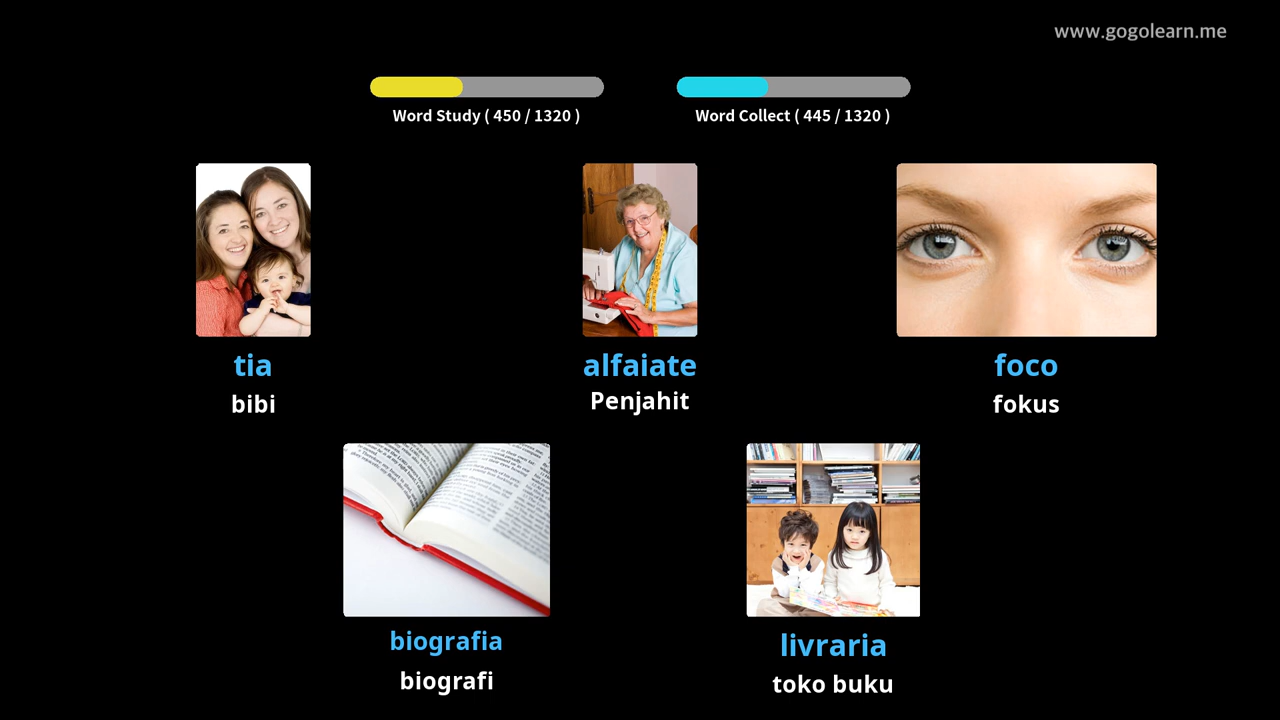 www.gogolearn.me
Word Study ( 450 / 1320 )
Word Collect ( 445 / 1320 )
tia
bibi
alfaiate
Penjahit
foco
fokus
biografia
biografi
livraria
toko buku